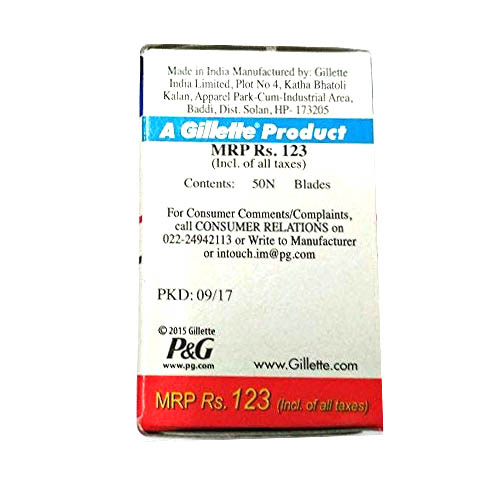 Made in India Manufactured by: Gillette
India Limited, Plot No 4, Katha Bhatoli
Kalan, Apparel Park-Cum-Industrial Area,
Baddi, Dist. Solan, HP- 173205
A Gillette® Product
MRP Rs. 123
(Incl. of all taxes)
Contents: 50N Blades
For Consumer Comments/Complaints,
call CONSUMER RELATIONS on
022-24942113 or Write to Manufacturer
or intouch.im@pg.com
PKD: 09/17
© 2015 Gillette
P&G
www.pg.com
www.Gillette.com
MRP Rs. 123 (Incl. of all taxes)